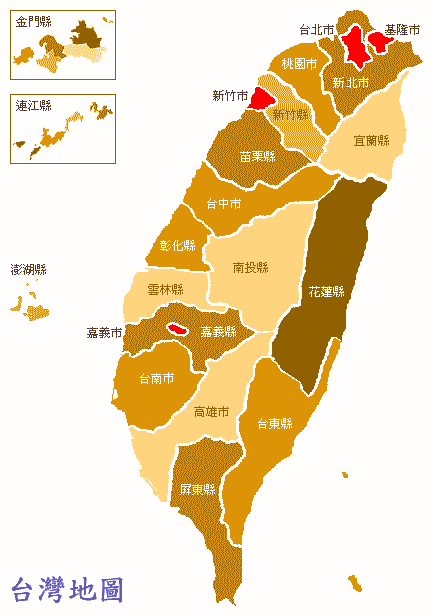 金門縣
台北市
基隆市
桃園市
新北市
新竹市
連江縣
新竹縣
宜蘭縣
苗栗縣
台中市
彰化縣
澎湖縣
南投縣
雲林縣
花蓮縣
嘉義市
嘉義縣
台南市
高雄市
台東縣
屏東縣
台灣地圖